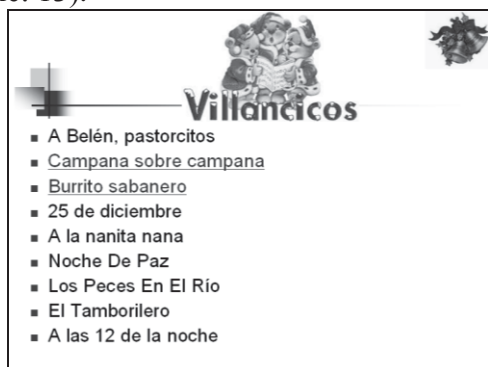 Villancicos
A Belén, pastorcitos
Campana sobre campana
Burrito sabanero
25 de diciembre
A la nanita nana
Noche De Paz
Los Peces En El Río
El Tamborilero
A las 12 de la noche